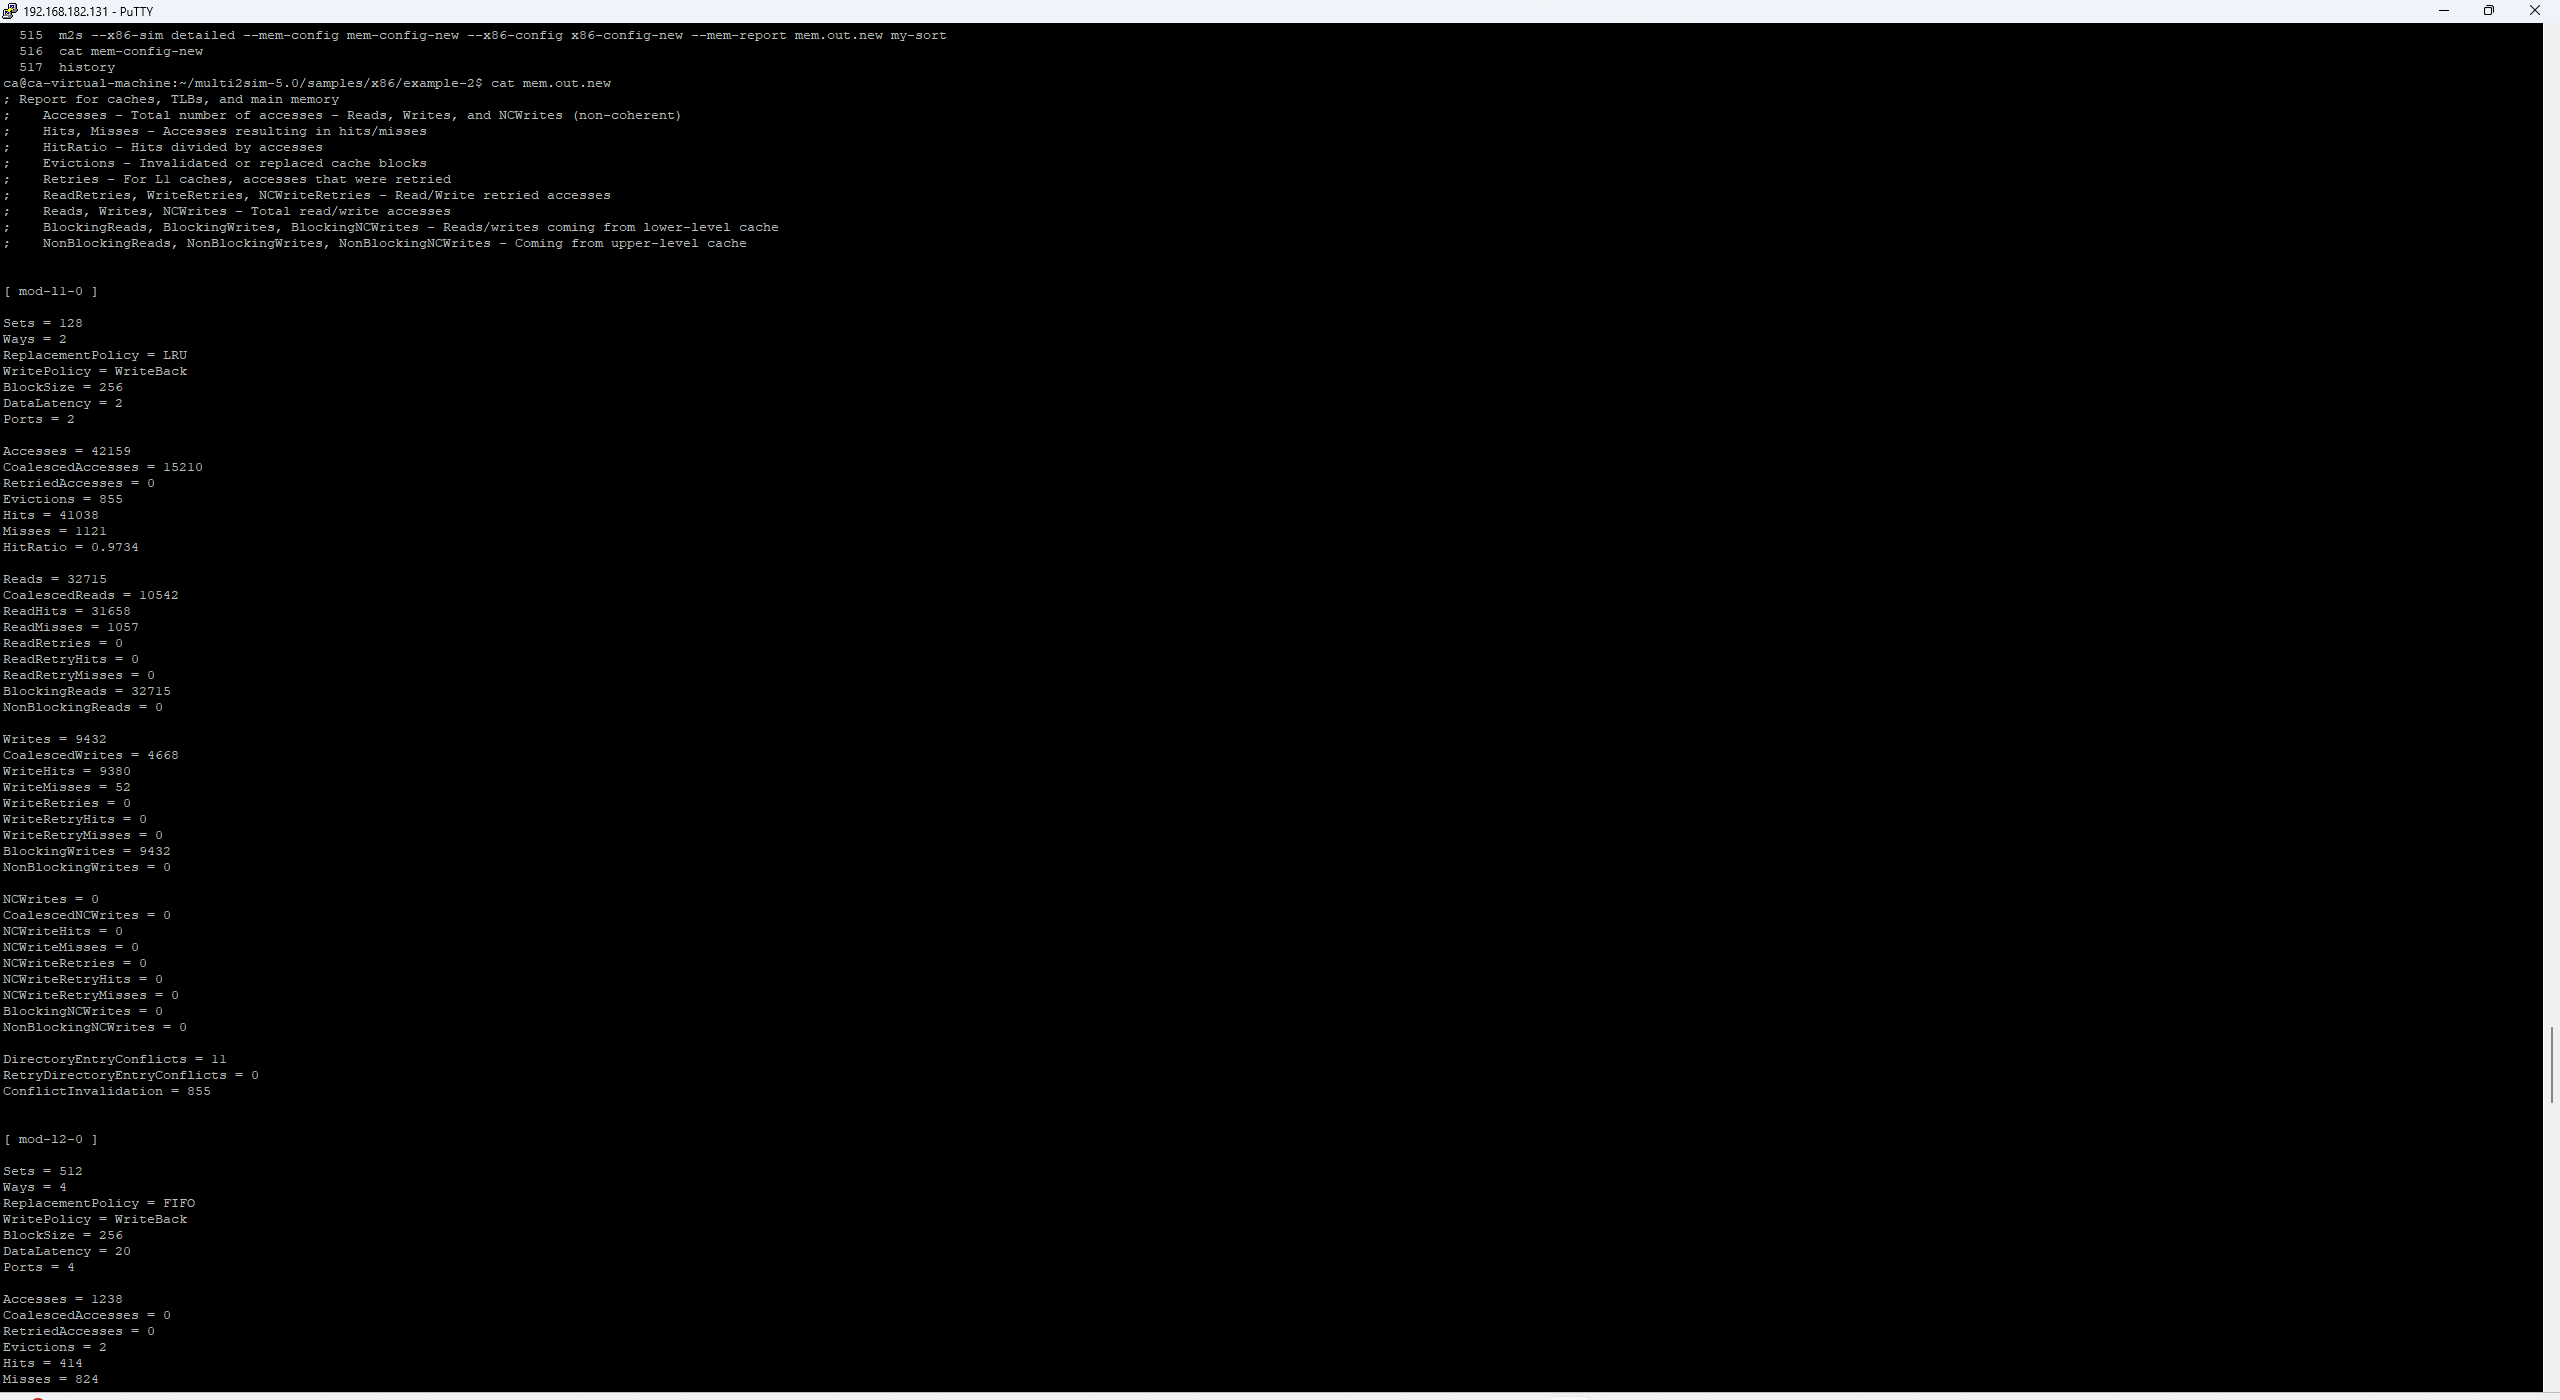 192.168.182.131 - PuTTY
515 m2s --x86-sim detailed --mem-config mem-config-new --x86-config x86-config-new --mem-report mem.out.new my-sort
516 cat mem-config-new
517 history
ca@ca-virtual-machine:~/multi2sim-5.0/samples/x86/example-2$ cat mem.out.new
; Report for caches, TLBs, and main memory
; Accesses - Total number of accesses - Reads, Writes, and NCWrites (non-coherent)
; Hits, Misses - Accesses resulting in hits/misses
; HitRatio - Hits divided by accesses
; Evictions - Invalidated or replaced cache blocks
; Retries - For L1 caches, accesses that were retried
; ReadRetries, WriteRetries, NCWriteRetries - Read/Write retried accesses
; Reads, Writes, NCWrites - Total read/write accesses
; BlockingReads, BlockingWrites, BlockingNCWrites - Reads/writes coming from lower-level cache
; NonBlockingReads, NonBlockingWrites, NonBlockingNCWrites - Coming from upper-level cache
[ mod-l1-0 ]
Sets = 128
Ways = 2
ReplacementPolicy = LRU
WritePolicy = WriteBack
BlockSize = 256
DataLatency = 2
Ports = 2
Accesses = 42159
CoalescedAccesses = 15210
RetriedAccesses = 0
Evictions = 855
Hits = 41038
Misses = 1121
HitRatio = 0.9734
Reads = 32715
CoalescedReads = 10542
ReadHits = 31658
ReadMisses = 1057
ReadRetries = 0
ReadRetryHits = 0
ReadRetryMisses = 0
BlockingReads = 32715
NonBlockingReads = 0
Writes = 9432
CoalescedWrites = 4668
WriteHits = 9380
WriteMisses = 52
WriteRetries = 0
WriteRetryHits = 0
WriteRetryMisses = 0
BlockingWrites = 9432
NonBlockingWrites = 0
NCWrites = 0
CoalescedNCWrites = 0
NCWriteHits = 0
NCWriteMisses = 0
NCWriteRetries = 0
NCWriteRetryHits = 0
NCWriteRetryMisses = 0
BlockingNCWrites = 0
NonBlockingNCWrites = 0
DirectoryEntryConflicts = 11
RetryDirectoryEntryConflicts = 0
ConflictInvalidation = 855
[ mod-l2-0 ]
Sets = 512
Ways = 4
ReplacementPolicy = FIFO
WritePolicy = WriteBack
BlockSize = 256
DataLatency = 20
Ports = 4
Accesses = 1238
CoalescedAccesses = 0
RetriedAccesses = 0
Evictions = 2
Hits = 414
Misses = 824